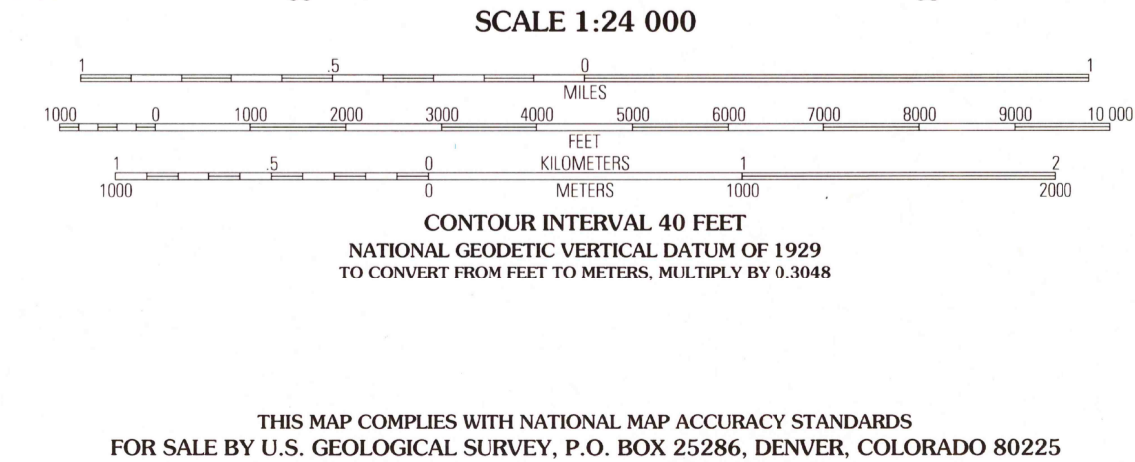 SCALE 1:24 000
1 .5 0 1
MILES
1000 0 1000 2000 3000 4000 5000 6000 7000 8000 9000 10 000
FEET
1 .5 0 KILOMETERS 1 2
1000 0 METERS 1000 2000
CONTOUR INTERVAL 40 FEET
NATIONAL GEODETIC VERTICAL DATUM OF 1929
TO CONVERT FROM FEET TO METERS, MULTIPLY BY 0.3048
THIS MAP COMPLIES WITH NATIONAL MAP ACCURACY STANDARDS
FOR SALE BY U.S. GEOLOGICAL SURVEY, P.O. BOX 25286, DENVER, COLORADO 80225